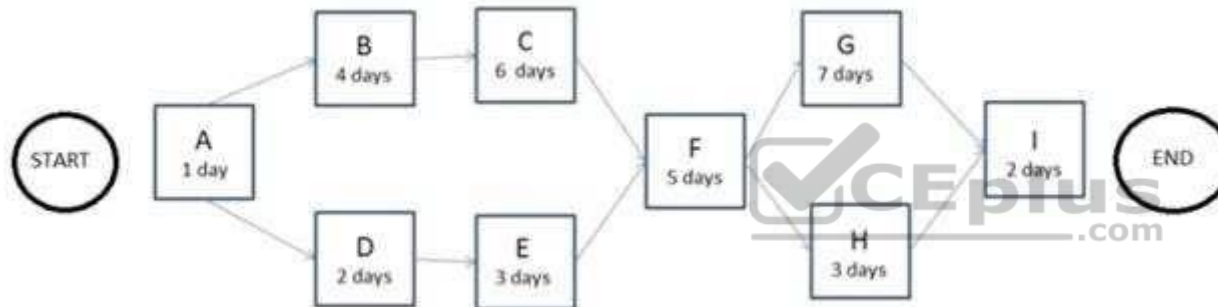 START
A
1 day
B
4 days
C
6 days
D
2 days
E
3 days
F
5 days
G
7 days
H
3 days
I
2 days
END
CEplus
.com